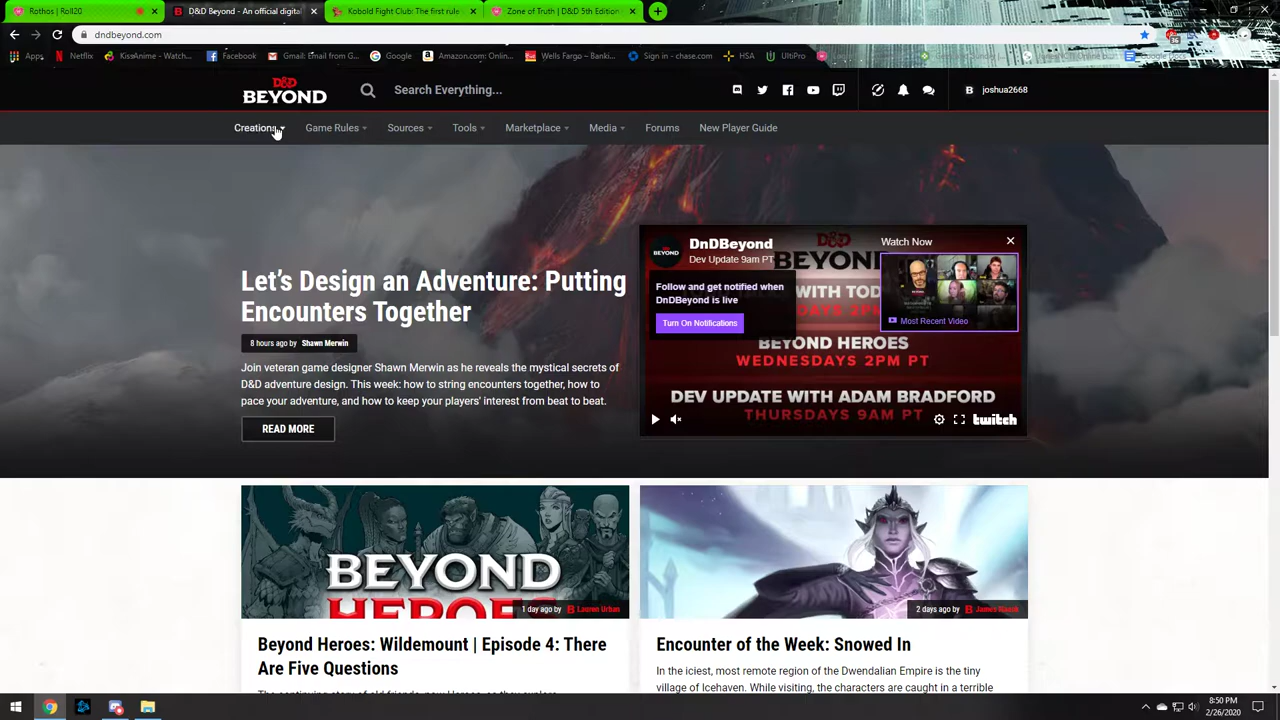 Rothos | Roll20
D&D Beyond - An official digital
Kobold Fight Club: The first rule
Zone of Truth | D&D 5th Edition
dndbeyond.com
Apps
Netflix
KissAnime - Watch...
Facebook
Gmail: Email from G...
Google
Amazon.com: Onlin...
Wells Fargo – Banki...
Sign in - chase.com
HSA
UltiPro
D&D
BEYOND
Search Everything...
joshua2668
Creations
Game Rules
Sources
Tools
Marketplace
Media
Forums
New Player Guide
Let's Design an Adventure: Putting
Encounters Together
8 hours ago by Shawn Merwin
Join veteran game designer Shawn Merwin as he reveals the mystical secrets of
D&D adventure design. This week: how to string encounters together, how to
pace your adventure, and how to keep your players' interest from beat to beat.
READ MORE
BEYOND
DnDBeyond
Dev Update 9am PT
D&D
BEYOND
Watch Now
Follow and get notified when
DnDBeyond is live
Turn On Notifications
Most Recent Video
WITH TOD
BEYOND HEROES
WEDNESDAYS 2PM PT
DEV UPDATE WITH ADAM BRADFORD
THURSDAYS 9AM PT
twitch
BEYOND
HEROES
1 day ago by Lauren Urban
2 days ago by
Beyond Heroes: Wildemount | Episode 4: There
Are Five Questions
Encounter of the Week: Snowed In
In the iciest, most remote region of the Dwendalian Empire is the tiny
village of Icehaven. While visiting, the characters are caught in a terrible
8:50 PM
2/26/2020